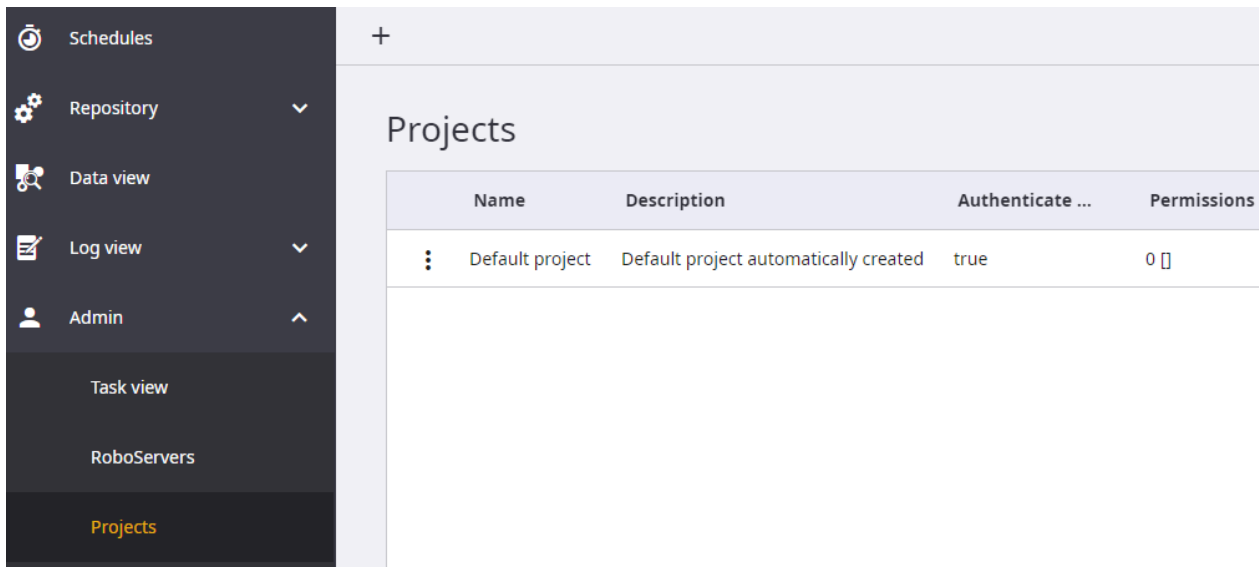 Schedules
Repository
Data view
Log view
Admin
Task view
RoboServers
Projects
+
Projects
Name Description Authenticate ... Permissions
Default project Default project automatically created true 0 []